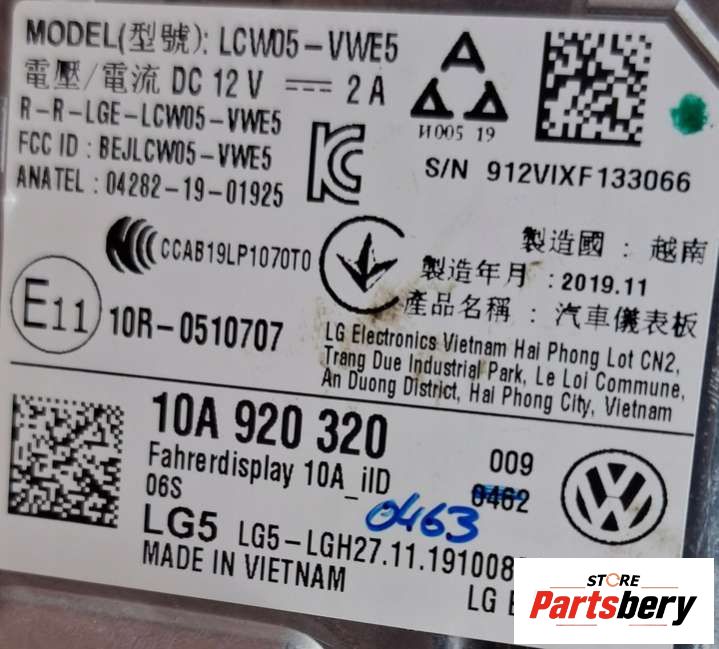 MODEL(型號): LCW05-VWE5
電壓/電流 DC 12 V ⎓ 2 A
R-R-LGE-LCW05-VWE5
FCC ID : BEJLCW05-VWE5
ANATEL : 04282-19-01925
И005 19
S/N 912VIXF133066
CCAB19LP1070T0
製造國 : 越南
製造年月 : 2019.11
產品名稱 : 汽車儀表板
E11
10R-0510707
LG Electronics Vietnam Hai Phong Lot CN2,
Trang Due Industrial Park, Le Loi Commune,
An Duong District, Hai Phong City, Vietnam
10A 920 320
009
Fahrerdisplay 10A_iID
0462
06S
0463
LG5 LG5-LGH27.11.191008
MADE IN VIETNAM
LG
STORE
Partsbery